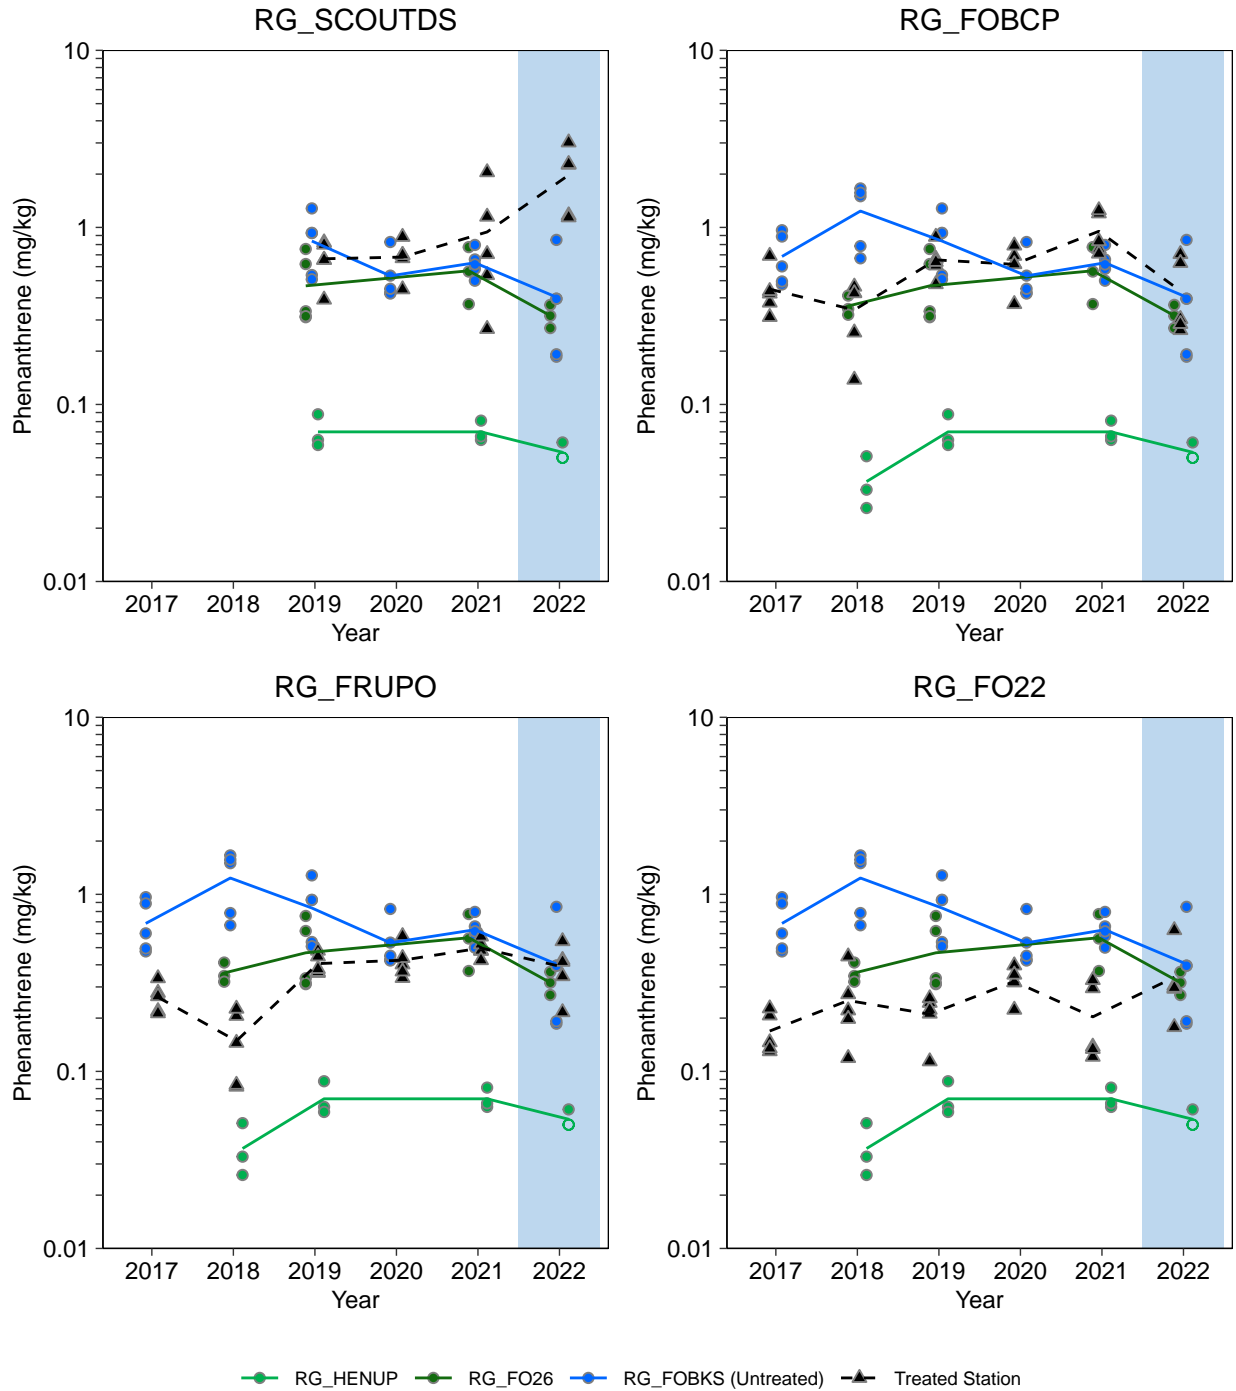 RG_SCOUTDS
RG_FOBCP
Phenanthrene (mg/kg)
10
1
0.1
0.01
2017 2018 2019 2020 2021 2022
Year
Phenanthrene (mg/kg)
10
1
0.1
0.01
2017 2018 2019 2020 2021 2022
Year
RG_FRUPO
RG_FO22
Phenanthrene (mg/kg)
10
1
0.1
0.01
2017 2018 2019 2020 2021 2022
Year
Phenanthrene (mg/kg)
10
1
0.1
0.01
2017 2018 2019 2020 2021 2022
Year
RG_HENUP RG_FO26 RG_FOBKS (Untreated) Treated Station